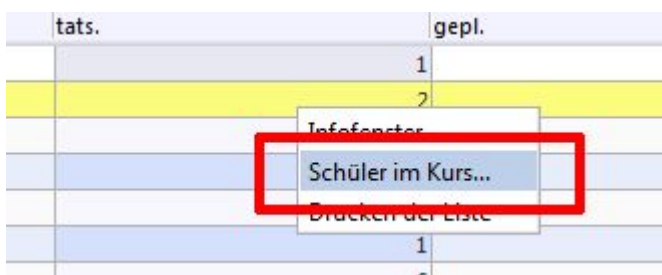 tats. gepl.
1
2
Infofenster
Schüler im Kurs...
Drucken der Liste
1